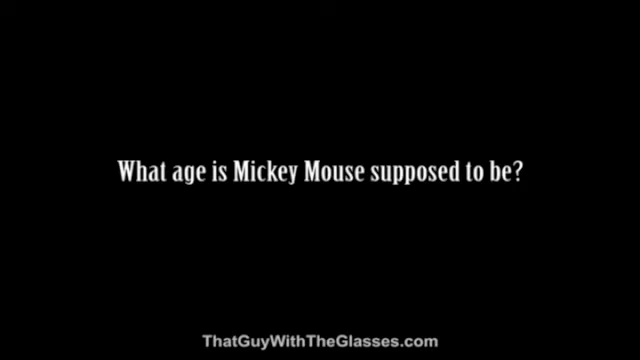 What age is Mickey Mouse supposed to be?
ThatGuyWithTheGlasses.com